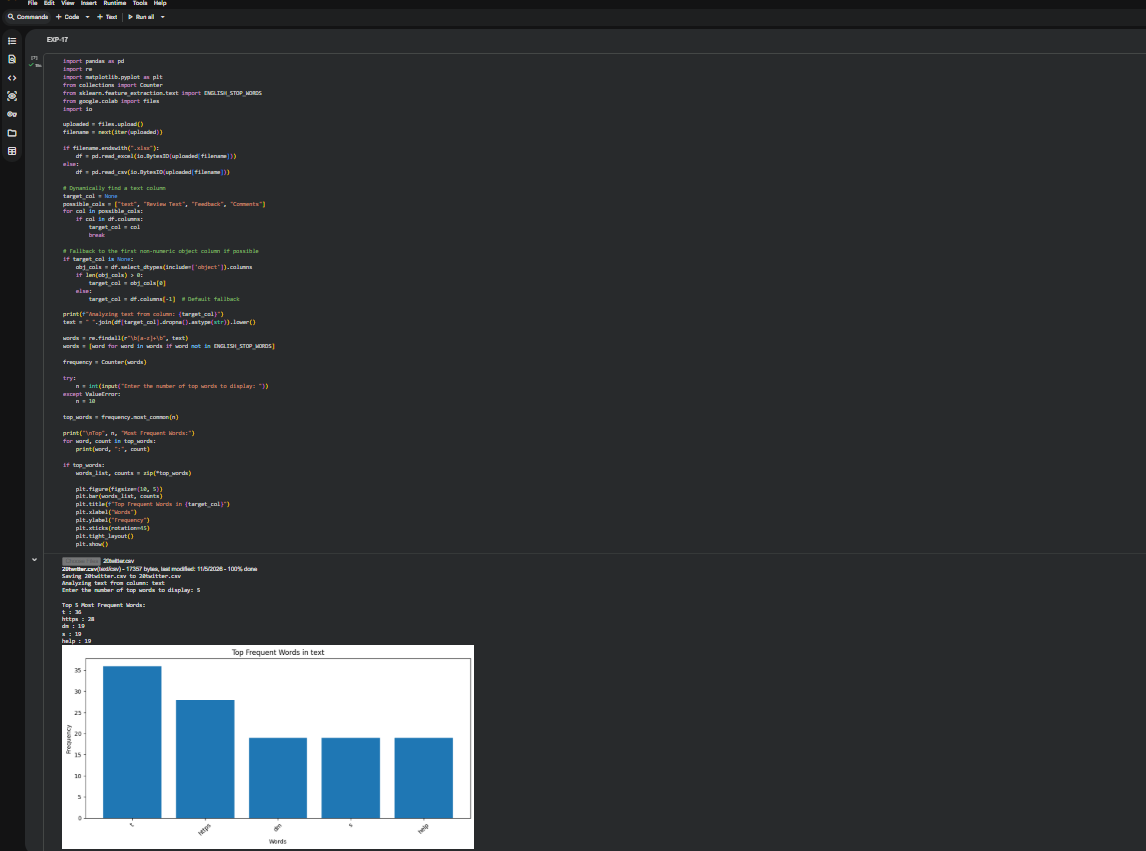 File Edit View Insert Runtime Tools Help
Commands + Code + Text Run all
EXP-17
[7]
import pandas as pd
import re
import matplotlib.pyplot as plt
from collections import Counter
from sklearn.feature_extraction.text import ENGLISH_STOP_WORDS
from google.colab import files
import io
uploaded = files.upload()
filename = next(iter(uploaded))
if filename.endswith(".xlsx"):
    df = pd.read_excel(io.BytesIO(uploaded[filename]))
else:
    df = pd.read_csv(io.BytesIO(uploaded[filename]))
# Dynamically find a text column
target_col = None
possible_cols = ["text", "Review Text", "Feedback", "Comments"]
for col in possible_cols:
    if col in df.columns:
        target_col = col
        break
# Fallback to the first non-numeric object column if possible
if target_col is None:
    obj_cols = df.select_dtypes(include=['object']).columns
    if len(obj_cols) > 0:
        target_col = obj_cols[0]
    else:
        target_col = df.columns[-1]  # Default fallback
print(f"Analyzing text from column: {target_col}")
text = " ".join(df[target_col].dropna().astype(str)).lower()
words = re.findall(r"\b[a-z]+\b", text)
words = [word for word in words if word not in ENGLISH_STOP_WORDS]
frequency = Counter(words)
try:
    n = int(input("Enter the number of top words to display: "))
except ValueError:
    n = 10
top_words = frequency.most_common(n)
print("\nTop", n, "Most Frequent Words:")
for word, count in top_words:
    print(word, ":", count)
if top_words:
    words_list, counts = zip(*top_words)
    plt.figure(figsize=(10, 5))
    plt.bar(words_list, counts)
    plt.title(f"Top Frequent Words in {target_col}")
    plt.xlabel("Words")
    plt.ylabel("Frequency")
    plt.xticks(rotation=45)
    plt.tight_layout()
    plt.show()
20twitter.csv
20twitter.csv(text/csv) - 17357 bytes, last modified: 11/5/2026 - 100% done
Saving 20twitter.csv to 20twitter.csv
Analyzing text from column: text
Enter the number of top words to display: 5
Top 5 Most Frequent Words:
t : 36
https : 28
dm : 19
s : 19
help : 19
Top Frequent Words in text
35
30
25
20
15
10
5
0
Frequency
t https dm s help
Words